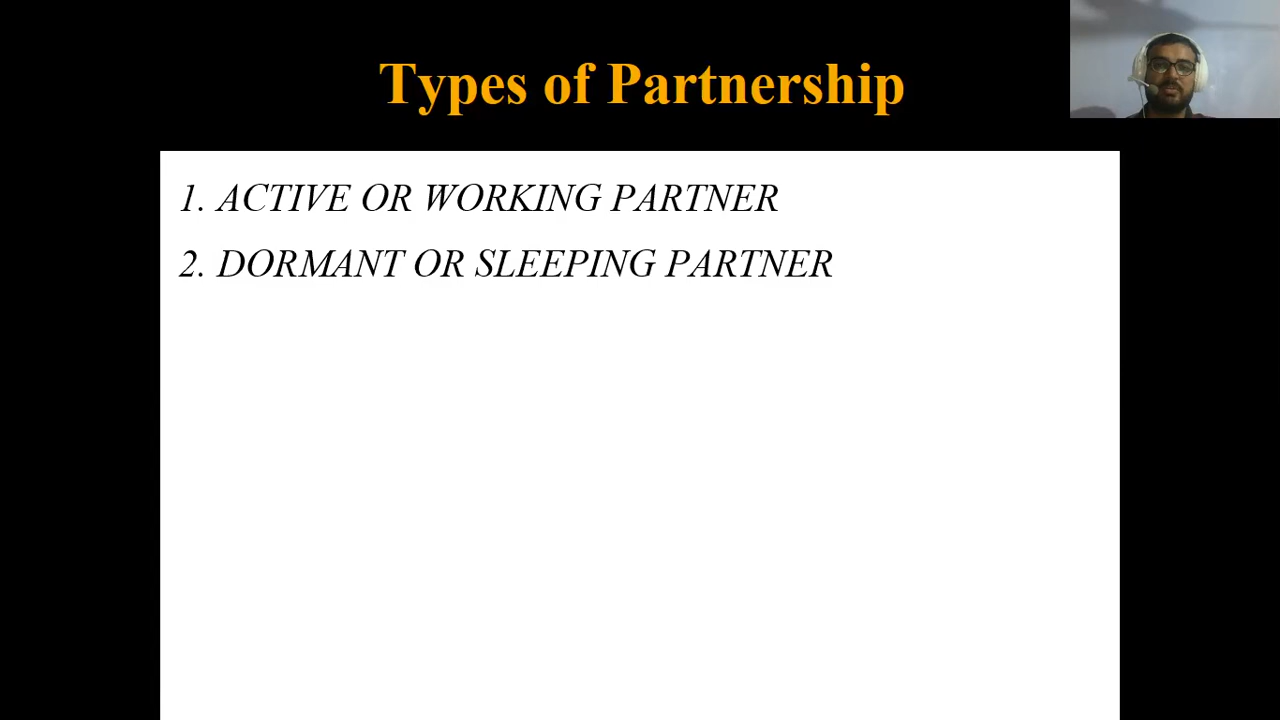 Types of Partnership
1. ACTIVE OR WORKING PARTNER
2. DORMANT OR SLEEPING PARTNER